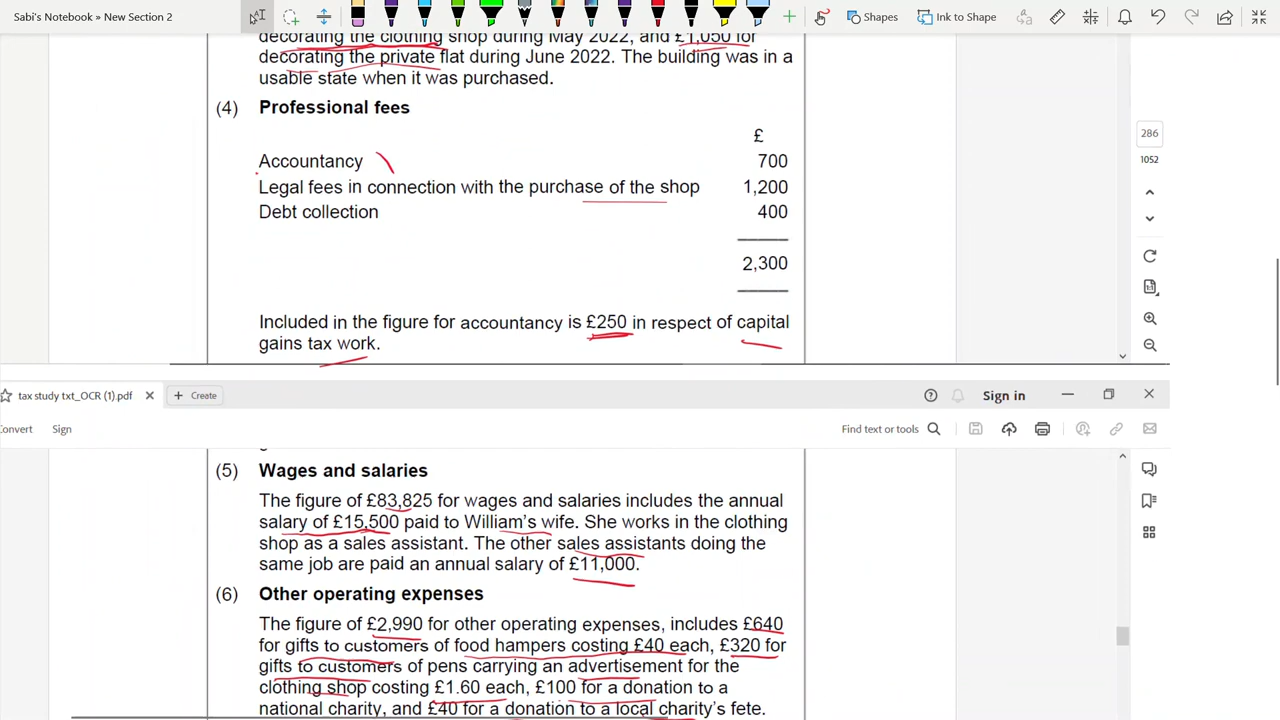 Sabi's Notebook » New Section 2
Shapes
Ink to Shape
decorating the clothing shop during May 2022, and £1,050 for
decorating the private flat during June 2022. The building was in a
usable state when it was purchased.
(4) Professional fees
£
Accountancy 700
Legal fees in connection with the purchase of the shop 1,200
Debt collection 400
2,300
Included in the figure for accountancy is £250 in respect of capital
gains tax work.
286
1052
tax study txt_OCR (1).pdf
Create
Sign in
onvert
Sign
Find text or tools
(5) Wages and salaries
The figure of £83,825 for wages and salaries includes the annual
salary of £15,500 paid to William's wife. She works in the clothing
shop as a sales assistant. The other sales assistants doing the
same job are paid an annual salary of £11,000.
(6) Other operating expenses
The figure of £2,990 for other operating expenses, includes £640
for gifts to customers of food hampers costing £40 each, £320 for
gifts to customers of pens carrying an advertisement for the
clothing shop costing £1.60 each, £100 for a donation to a
national charity, and £40 for a donation to a local charity's fete.